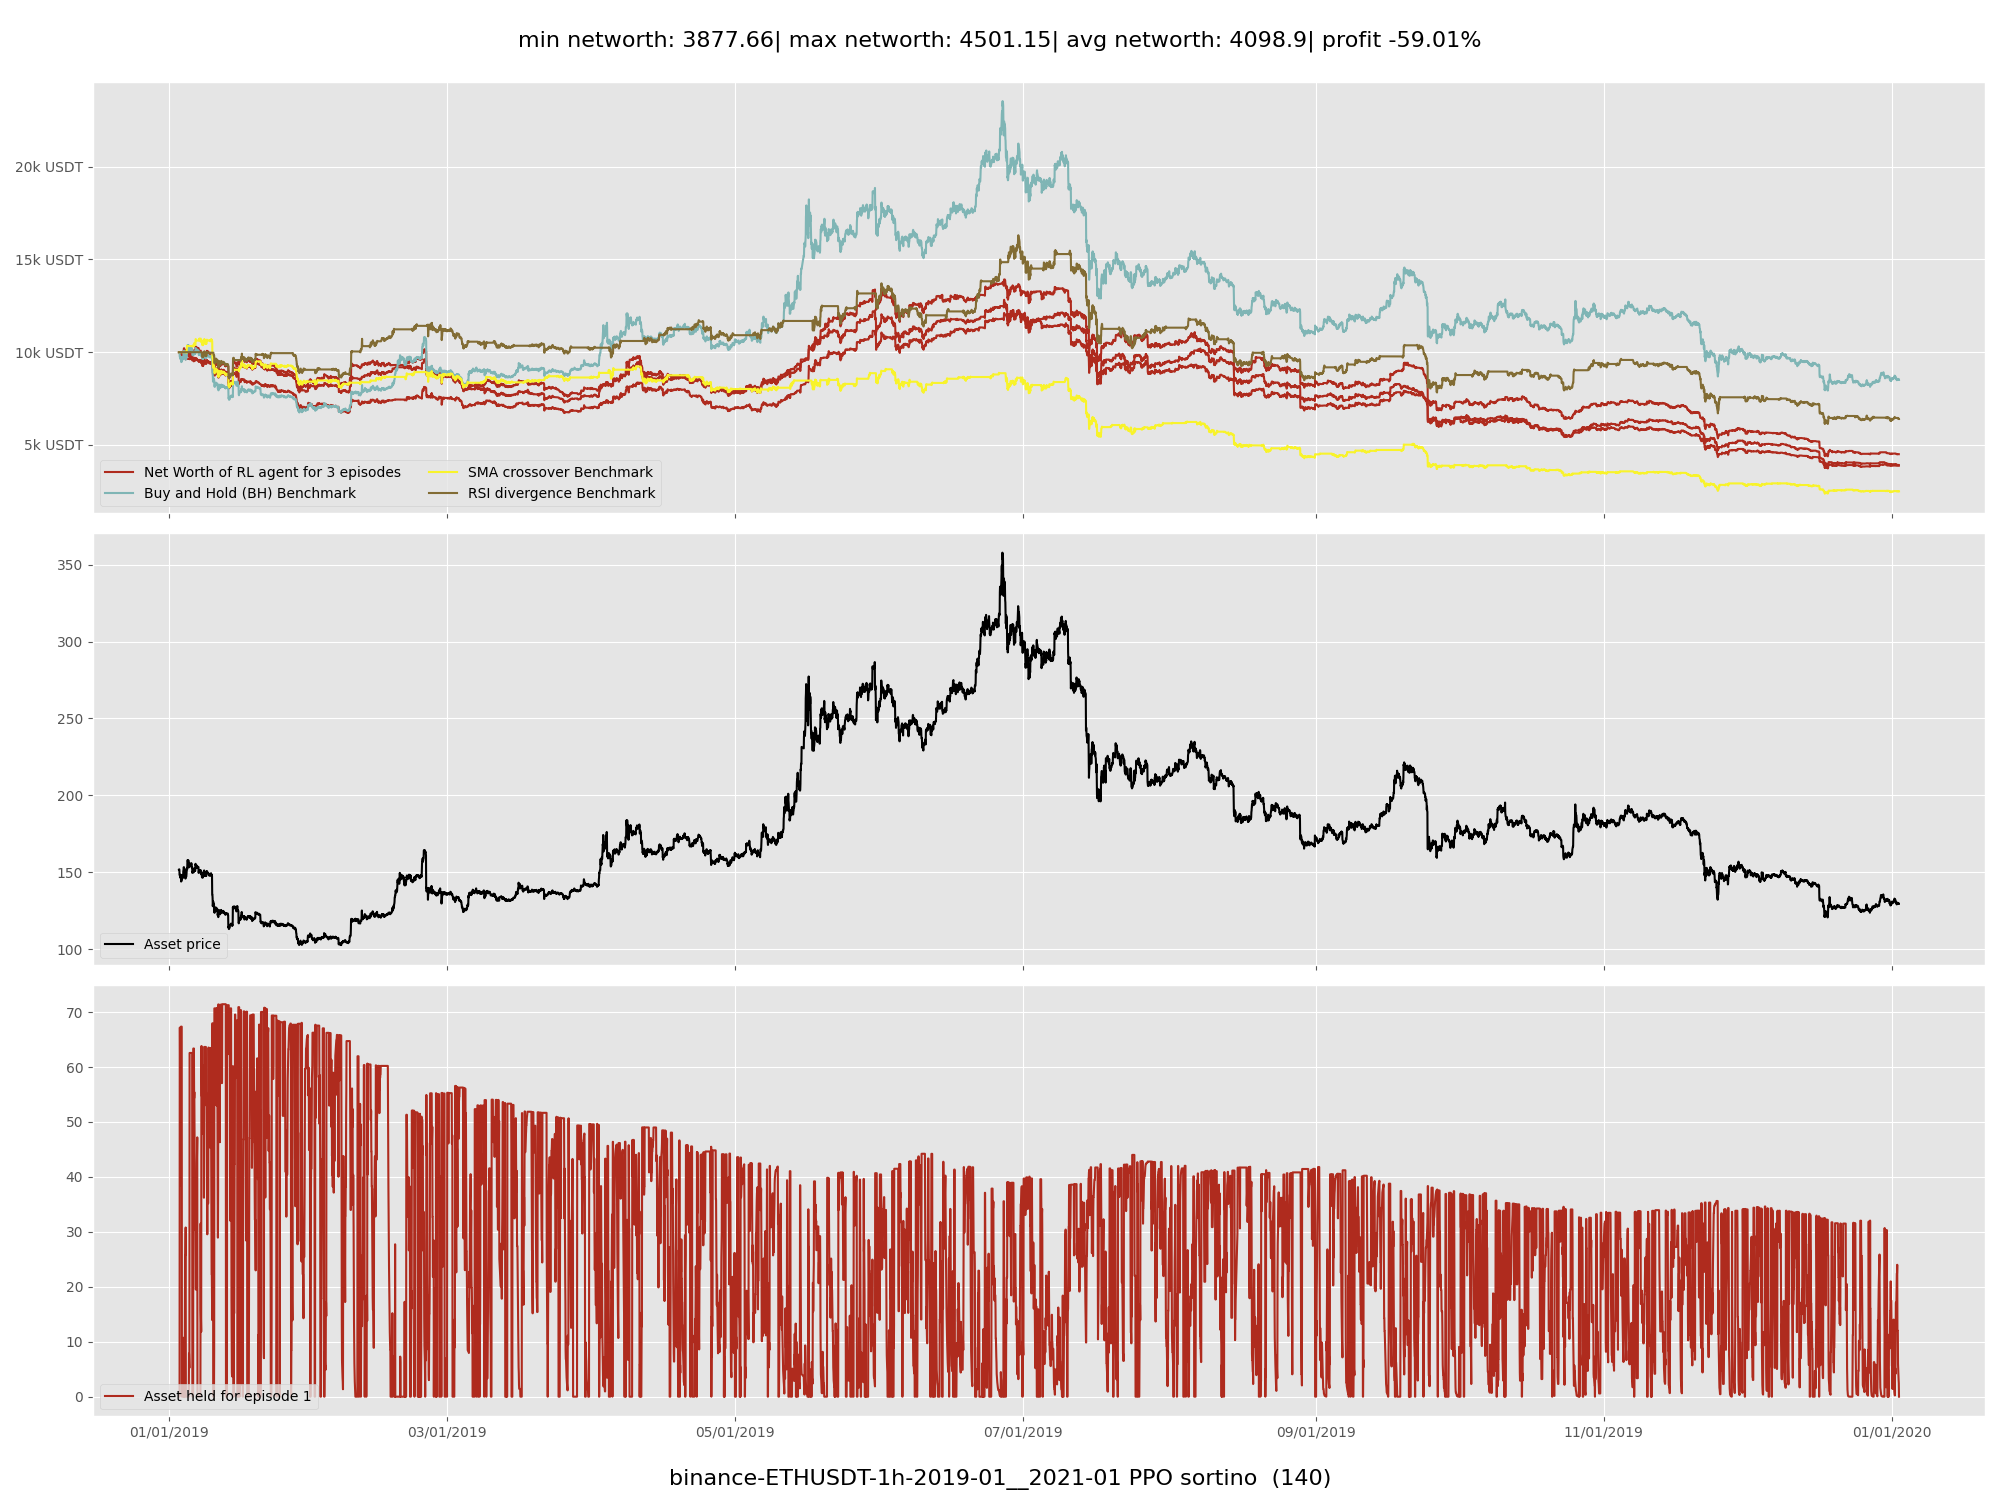 min networth: 3877.66| max networth: 4501.15| avg networth: 4098.9| profit -59.01%
20k USDT
15k USDT
10k USDT
5k USDT
Net Worth of RL agent for 3 episodes
Buy and Hold (BH) Benchmark
SMA crossover Benchmark
RSI divergence Benchmark
350
300
250
200
150
100
Asset price
70
60
50
40
30
20
10
0
Asset held for episode 1
01/01/2019 03/01/2019 05/01/2019 07/01/2019 09/01/2019 11/01/2019 01/01/2020
binance-ETHUSDT-1h-2019-01__2021-01 PPO sortino (140)